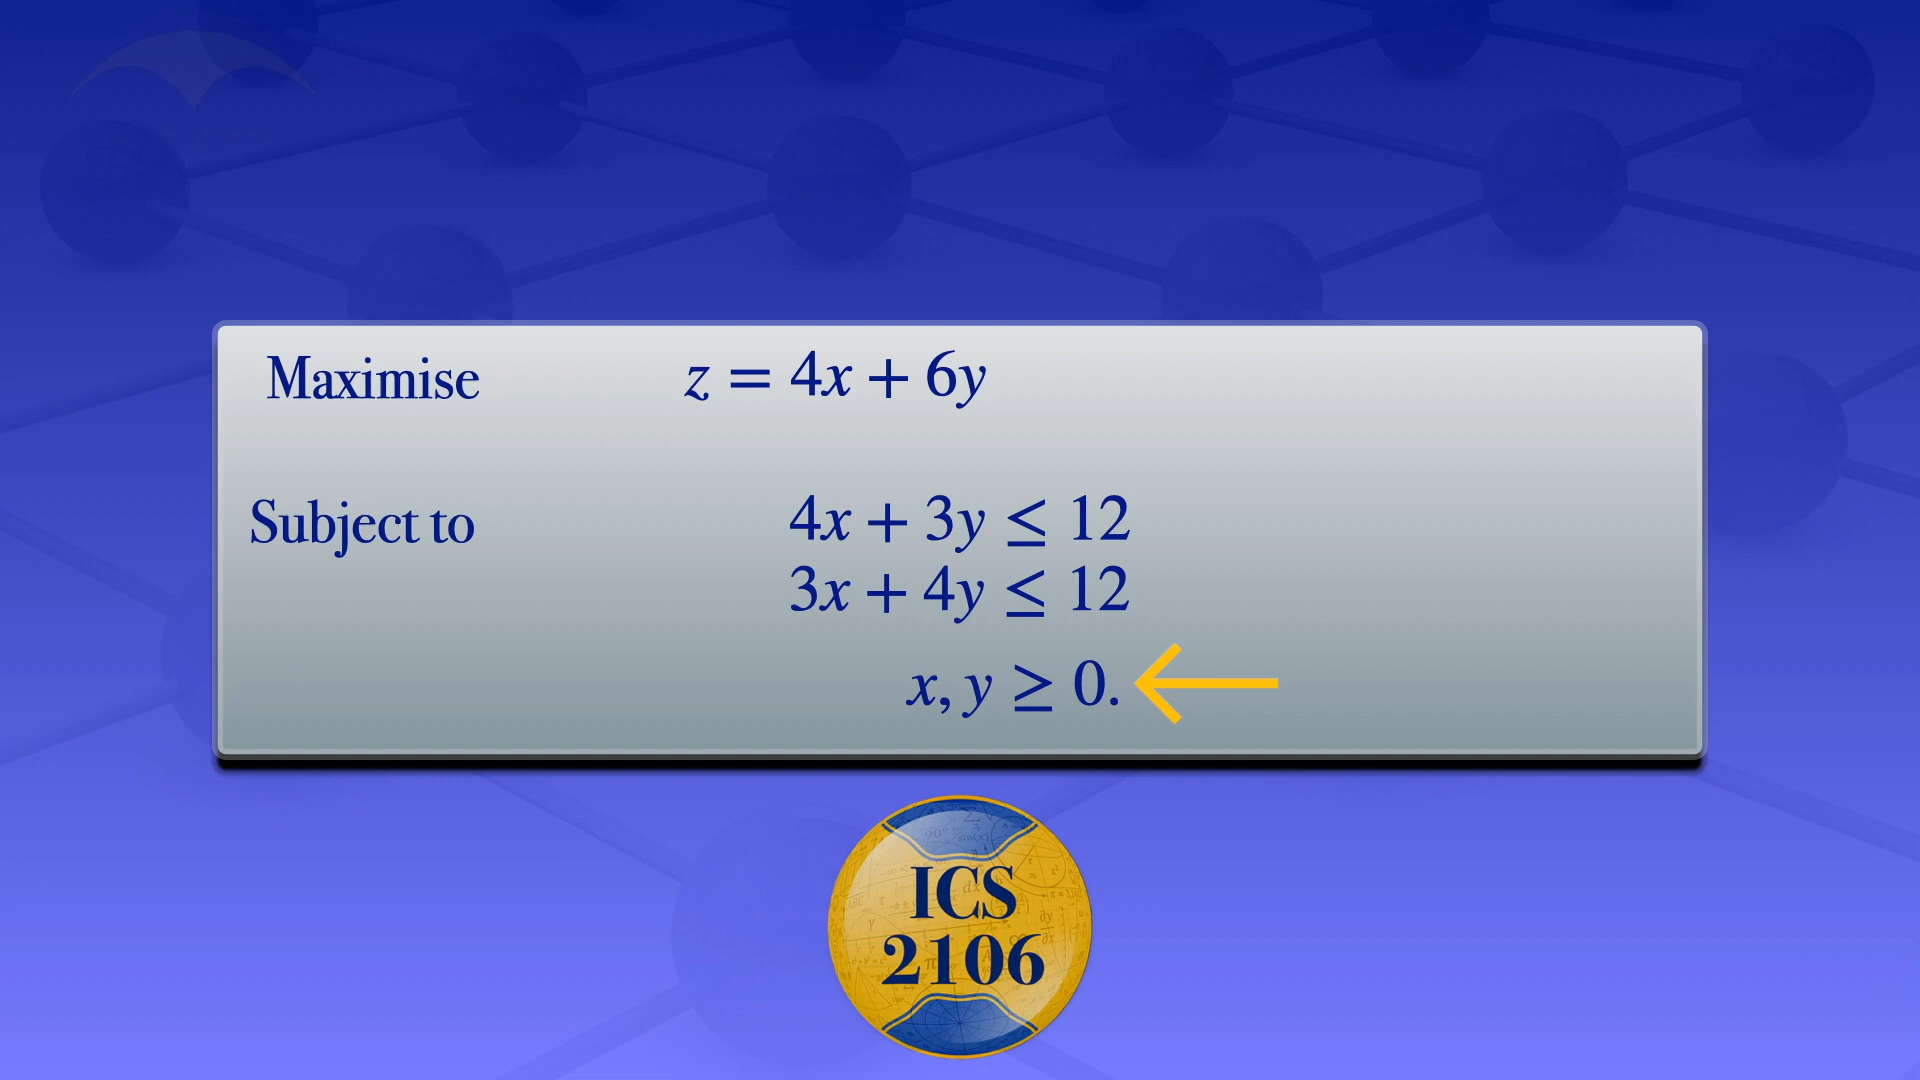 Maximise z = 4x + 6y
Subject to 4x + 3y ≤ 12
3x + 4y ≤ 12
x, y ≥ 0.
ICS
2106